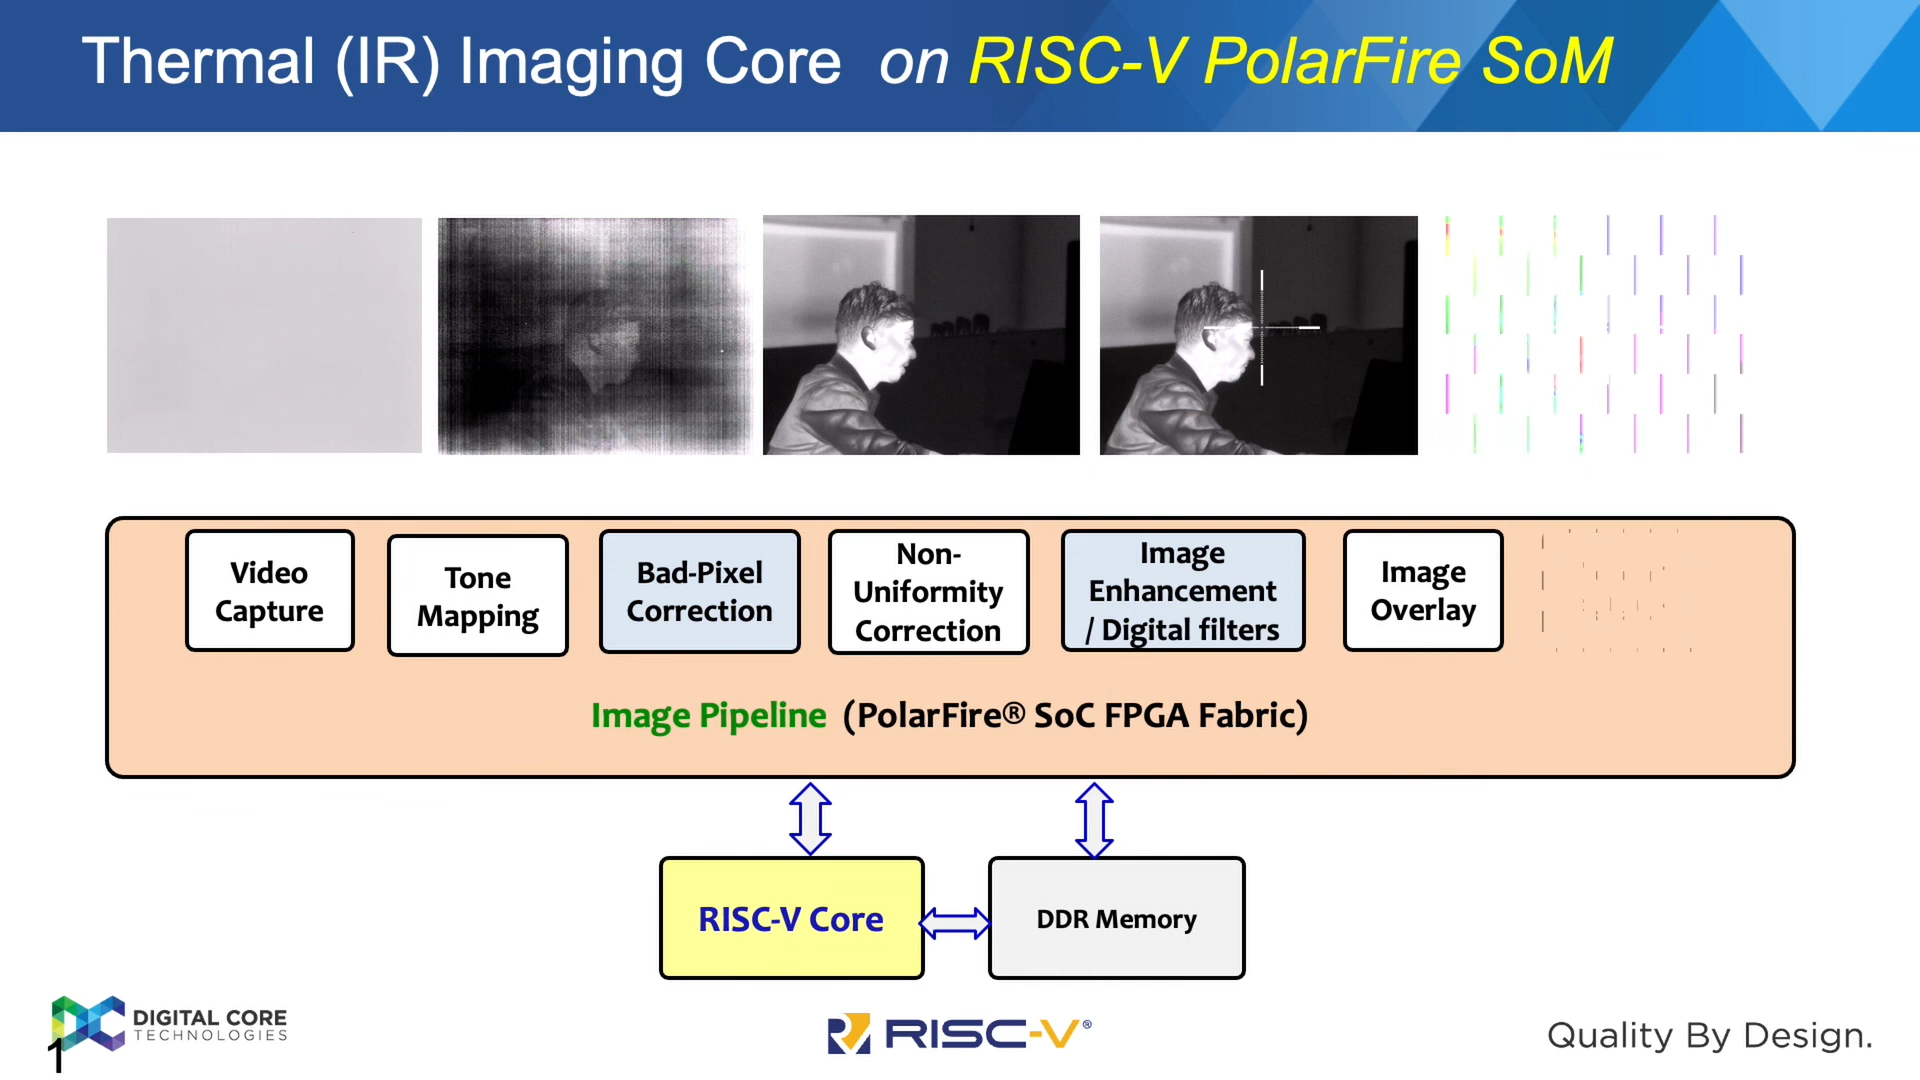 Thermal (IR) Imaging Core on RISC-V PolarFire SoM
Video
Capture
Tone
Mapping
Bad-Pixel
Correction
Non-
Uniformity
Correction
Image
Enhancement
/ Digital filters
Image
Overlay
Image Pipeline (PolarFire® SoC FPGA Fabric)
RISC-V Core
DDR Memory
DIGITAL CORE
TECHNOLOGIES
1
RISC-V®
Quality By Design.